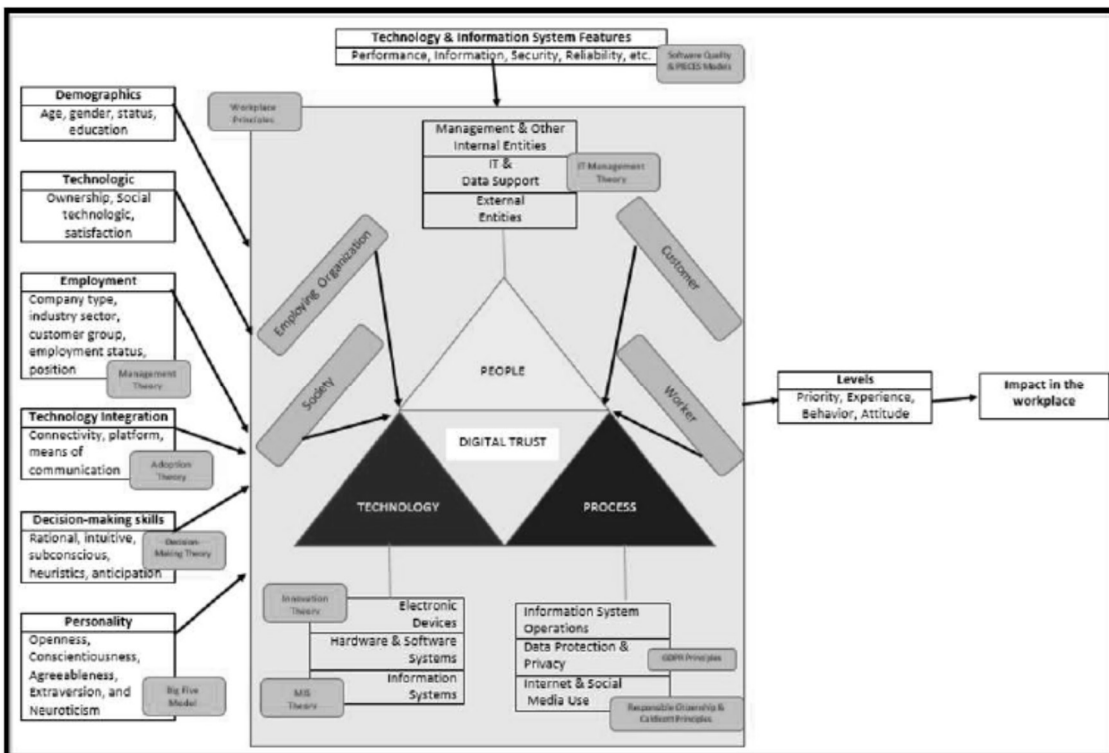 Technology & Information System Features
Performance, Information, Security, Reliability, etc.
Software Quality
& PIECES Models
Demographics
Age, gender, status,
education
Workplace
Principles
Technologic
Ownership, Social
technologic,
satisfaction
Employment
Company type,
industry sector,
customer group,
employment status,
position
Management
Theory
Technology Integration
Connectivity, platform,
means of
communication
Adoption
Theory
Decision-making skills
Rational, intuitive,
subconscious,
heuristics, anticipation
Decision-
Making Theory
Personality
Openness,
Conscientiousness,
Agreeableness,
Extraversion, and
Neuroticism
Big Five
Model
Management & Other
Internal Entities
IT &
Data Support
External
Entities
IT Management
Theory
Employing Organization
Society
Customer
Worker
PEOPLE
DIGITAL TRUST
TECHNOLOGY
PROCESS
Innovation
Theory
Electronic
Devices
Hardware & Software
Systems
Information
Systems
MIS
Theory
Information System
Operations
Data Protection &
Privacy
Internet & Social
Media Use
GDPR Principles
Responsible Citizenship &
Caldicott Principles
Levels
Priority, Experience,
Behavior, Attitude
Impact in the
workplace